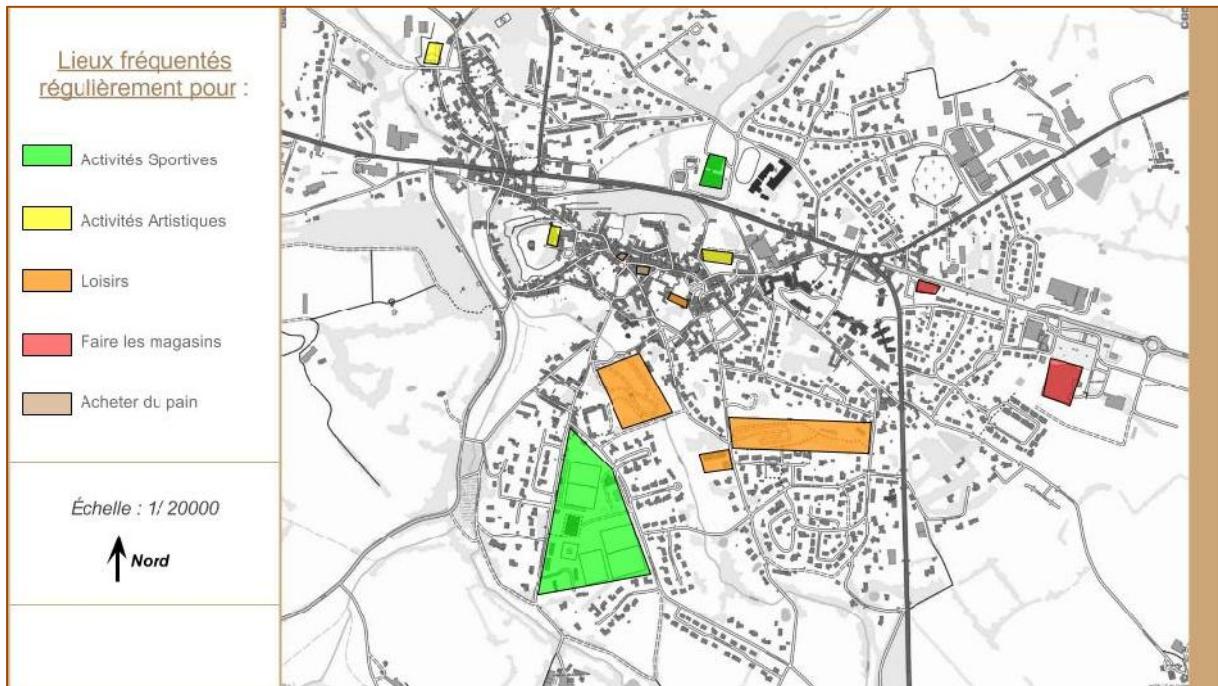 Lieux fréquentés
régulièrement pour :
Activités Sportives
Activités Artistiques
Loisirs
Faire les magasins
Acheter du pain
Échelle : 1/ 20000
Nord